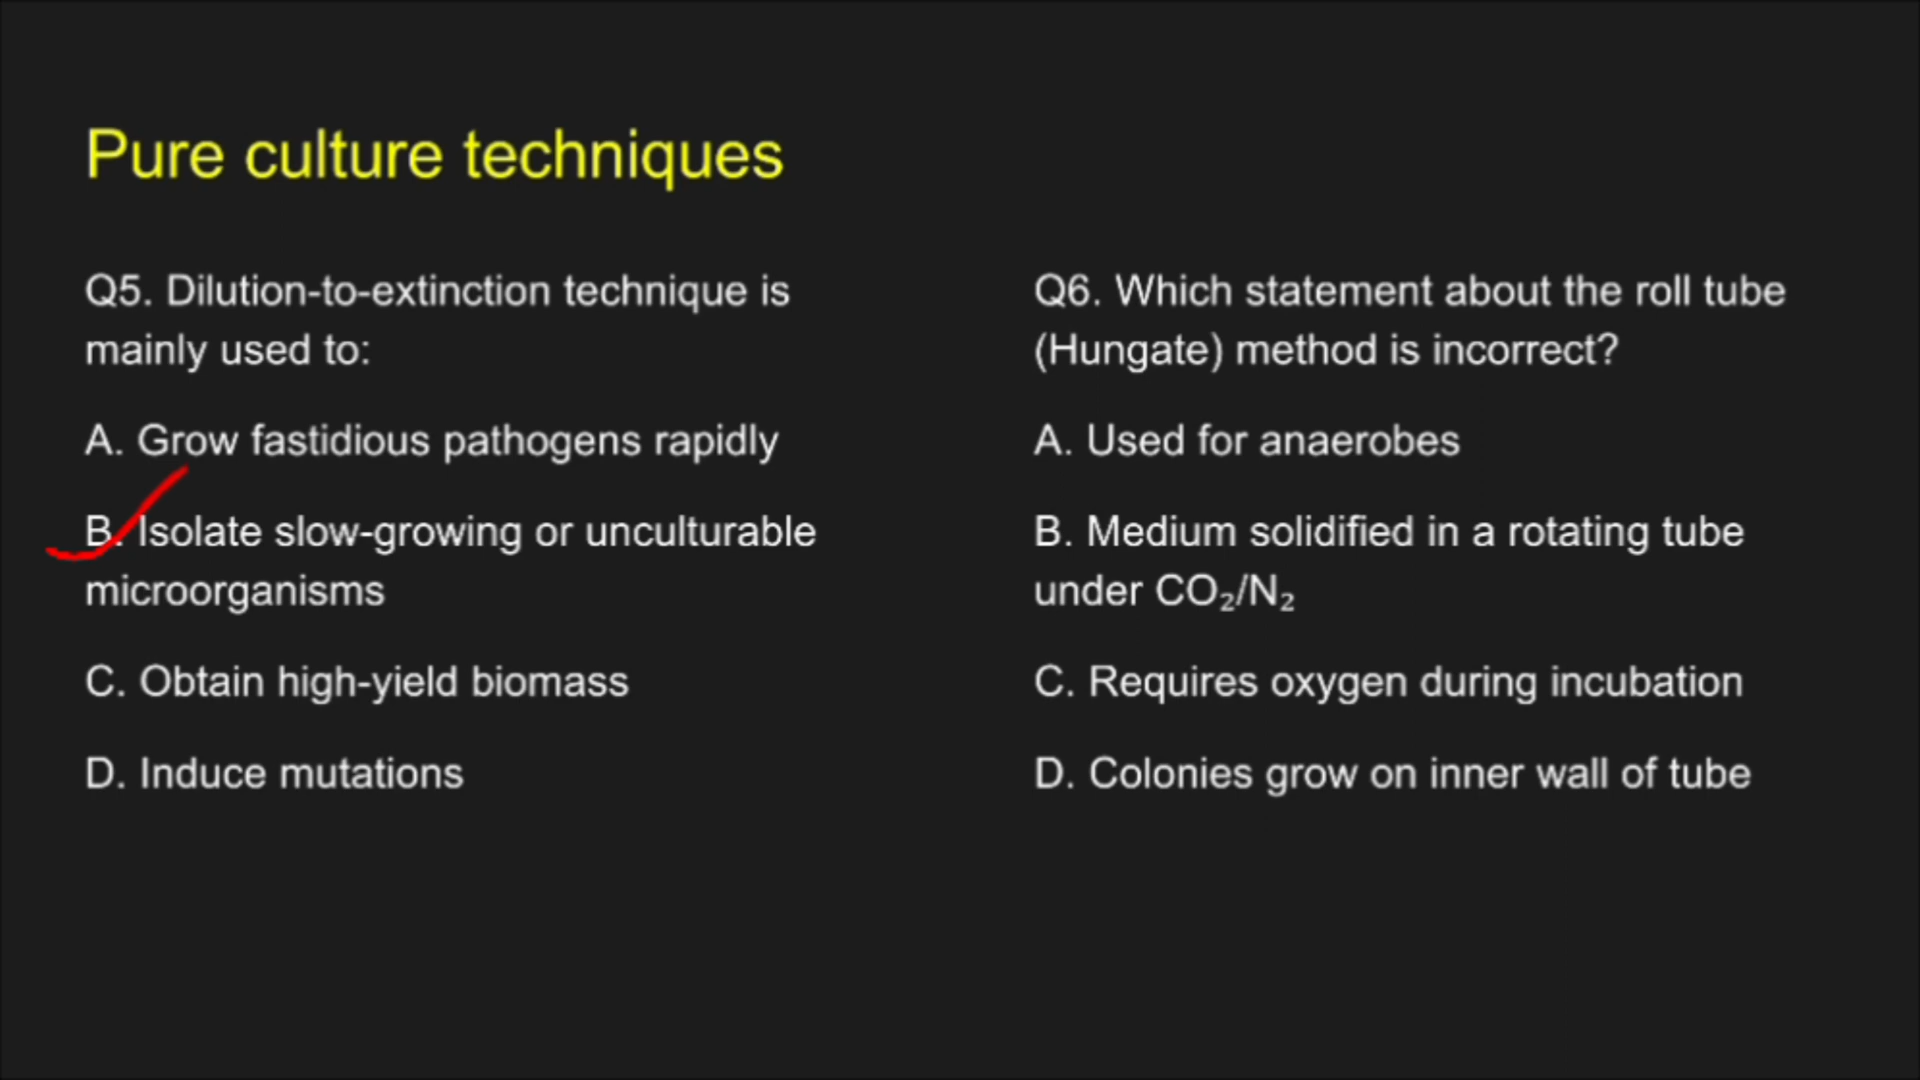 Pure culture techniques
Q5. Dilution-to-extinction technique is
mainly used to:
A. Grow fastidious pathogens rapidly
B. Isolate slow-growing or unculturable
microorganisms
C. Obtain high-yield biomass
D. Induce mutations
Q6. Which statement about the roll tube
(Hungate) method is incorrect?
A. Used for anaerobes
B. Medium solidified in a rotating tube
under CO₂/N₂
C. Requires oxygen during incubation
D. Colonies grow on inner wall of tube